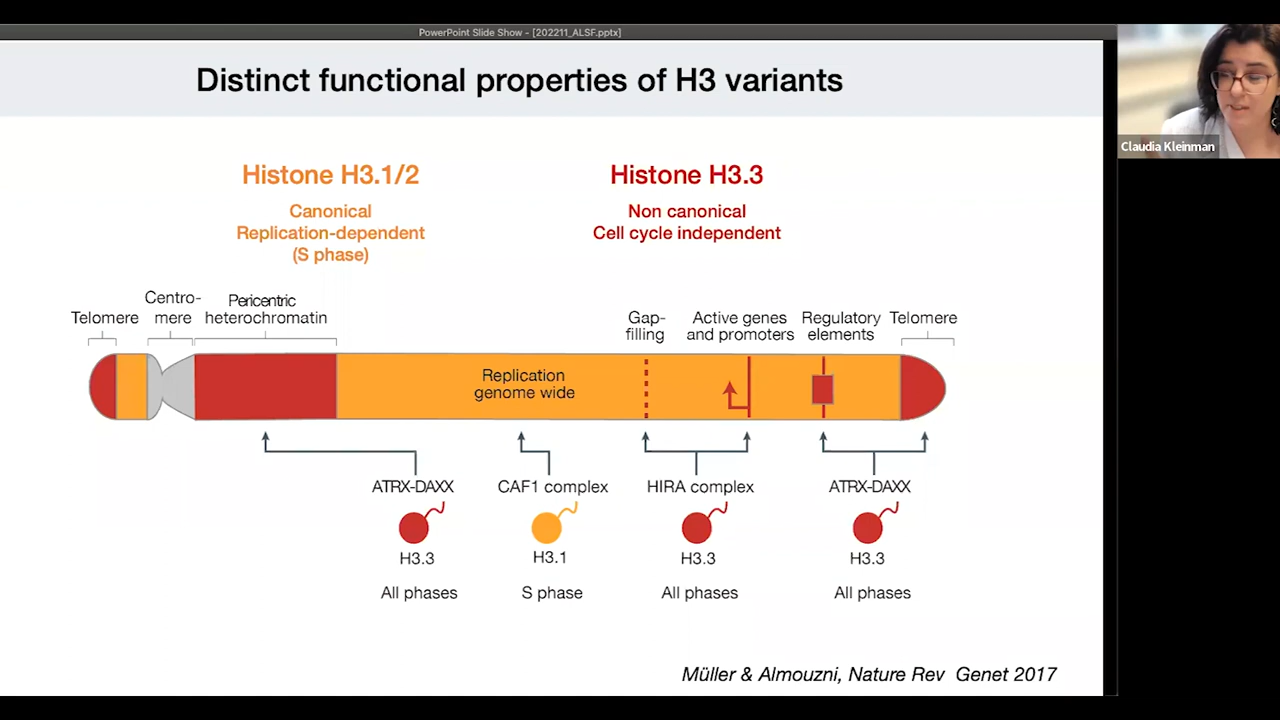 PowerPoint Slide Show - [202211_ALSF.pptx]
Distinct functional properties of H3 variants
Claudia Kleinman
Histone H3.1/2
Canonical
Replication-dependent
(S phase)
Histone H3.3
Non canonical
Cell cycle independent
Telomere
Centro-
mere
Pericentric
heterochromatin
Gap-
filling
Active genes
and promoters
Regulatory
elements
Telomere
Replication
genome wide
ATRX-DAXX
CAF1 complex
HIRA complex
ATRX-DAXX
H3.3
H3.1
H3.3
H3.3
All phases
S phase
All phases
All phases
Müller & Almouzni, Nature Rev Genet 2017